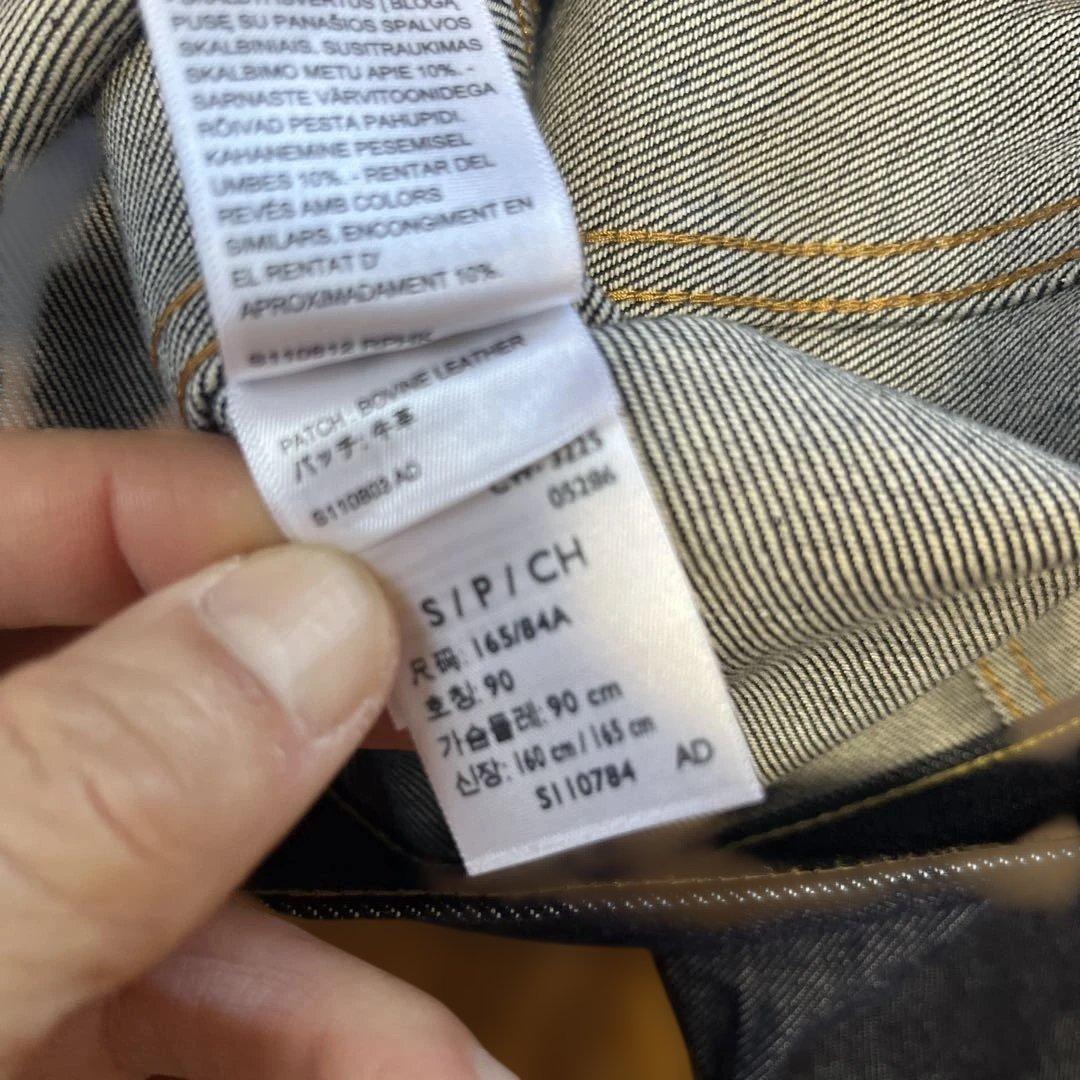 PUSĘ SU PANAŠIOS SPALVOS
SKALBINIAIS. SUSITRAUKIMAS
SKALBIMO METU APIE 10%. -
SARNASTE VÄRVITOONIDEGA
RÕIVAD PESTA PAHUPIDI.
KAHANEMINE PESEMISEL
UMBES 10%. - RENTAR DEL
REVÉS AMB COLORS
SIMILARS. ENCONGIMENT EN
EL RENTAT D'
APROXIMADAMENT 10%.
S110812
PATCH : BOVINE LEATHER
パッチ: 牛革
S110802 AD
05286
S / P / CH
尺码: 165/84A
호칭: 90
가슴둘레: 90 cm
신장: 160 cm / 165 cm
S110784 AD